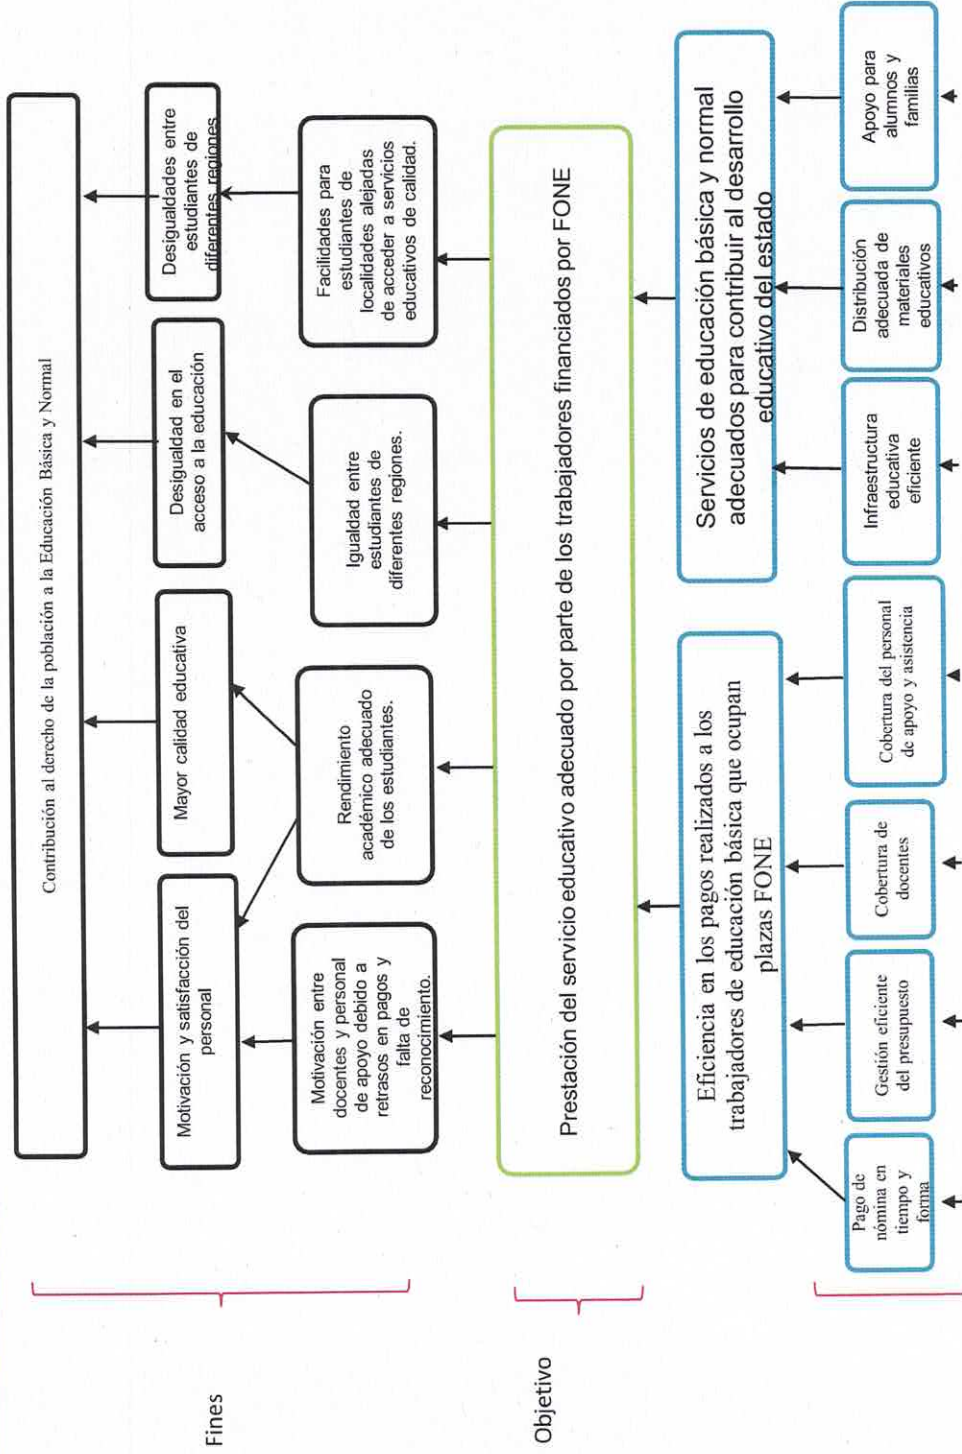 Contribución al derecho de la población a la Educación Básica y Normal
Fines
Motivación y satisfacción del
personal
Mayor calidad educativa
Desigualdad en el
acceso a la educación
Desigualdades entre
estudiantes de
diferentes regiones
Motivación entre
docentes y personal
de apoyo debido a
retrasos en pagos y
falta de
reconocimiento.
Rendimiento
académico adecuado
de los estudiantes.
Igualdad entre
estudiantes de
diferentes regiones.
Facilidades para
estudiantes de
localidades alejadas
de acceder a servicios
educativos de calidad.
Objetivo
Prestación del servicio educativo adecuado por parte de los trabajadores financiados por FONE
Eficiencia en los pagos realizados a los
trabajadores de educación básica que ocupan
plazas FONE
Servicios de educación básica y normal
adecuados para contribuir al desarrollo
educativo del estado
Pago de
nómina en
tiempo y
forma
Gestión eficiente
del presupuesto
Cobertura de
docentes
Cobertura del personal
de apoyo y asistencia
Infraestructura
educativa
eficiente
Distribución
adecuada de
materiales
educativos
Apoyo para
alumnos y
familias